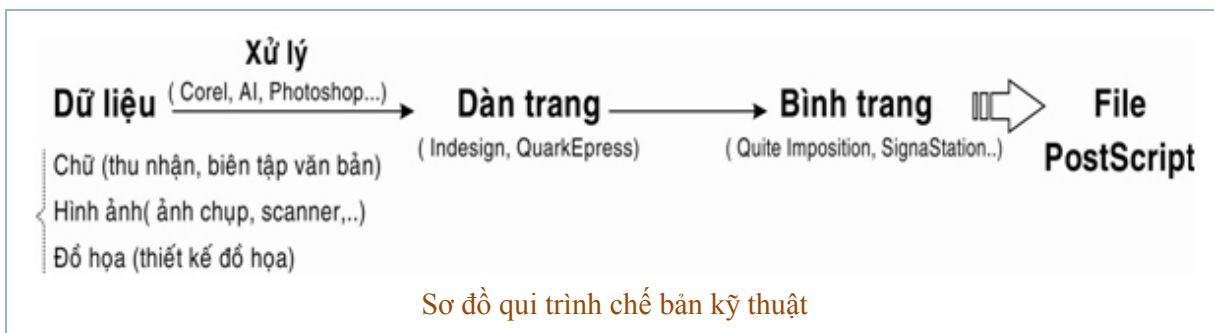 Xử lý
Dữ liệu ( Corel, AI, Photoshop...) Dàn trang Bình trang File
( Indesign, QuarkEpress) ( Quite Imposition, SignaStation..) PostScript
Chữ (thu nhận, biên tập văn bản)
Hình ảnh( ảnh chụp, scanner,..)
Đồ họa (thiết kế đồ họa)
Sơ đồ qui trình chế bản kỹ thuật